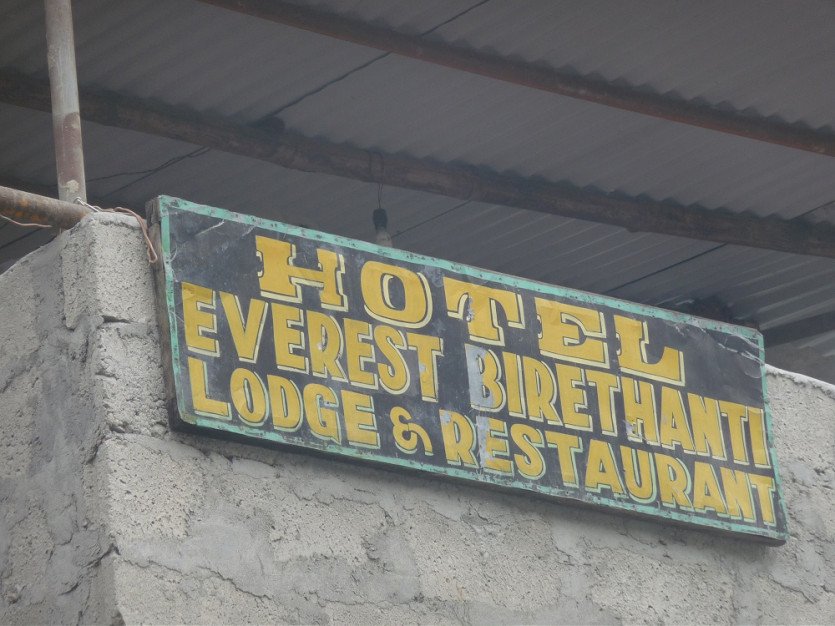 HOTEL
EVEREST BIRETHANTI
LODGE & RESTAURANT